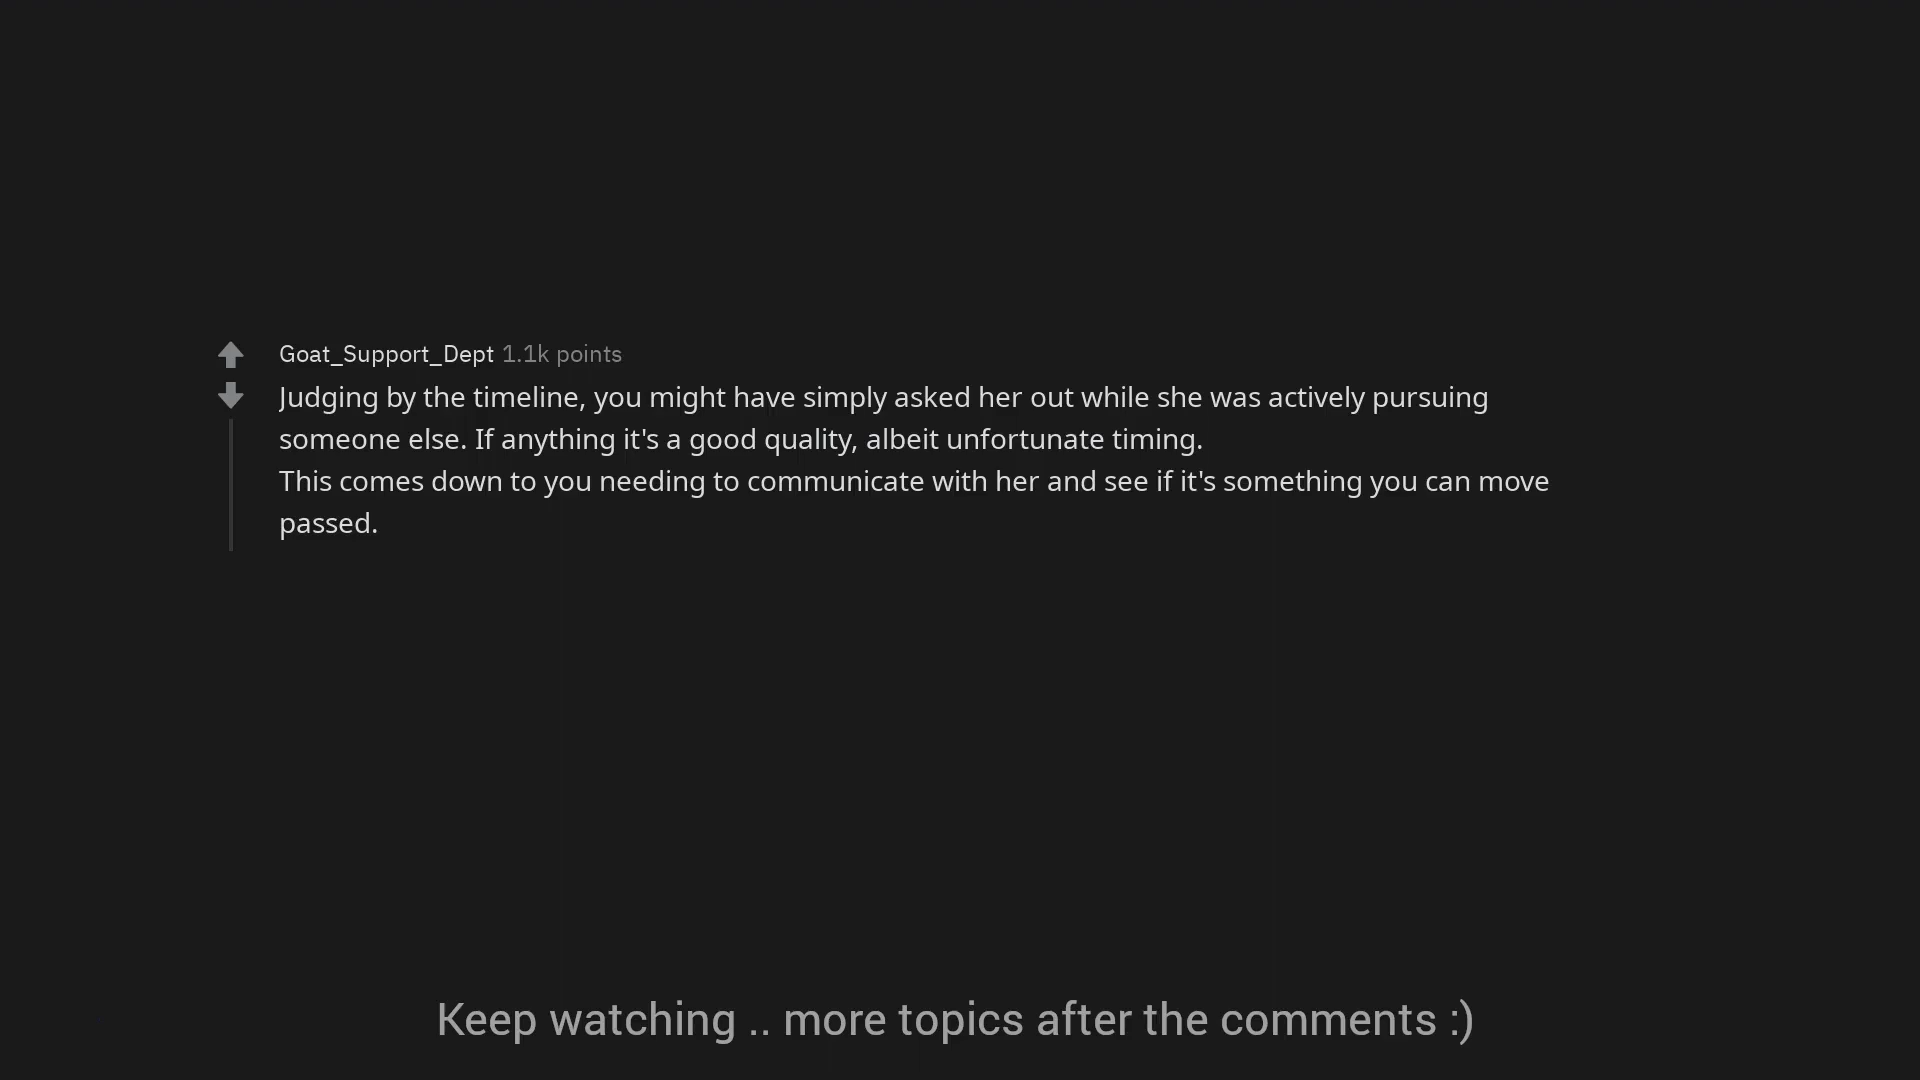 Goat_Support_Dept 1.1k points
Judging by the timeline, you might have simply asked her out while she was actively pursuing
someone else. If anything it's a good quality, albeit unfortunate timing.
This comes down to you needing to communicate with her and see if it's something you can move
passed.
Keep watching .. more topics after the comments :)